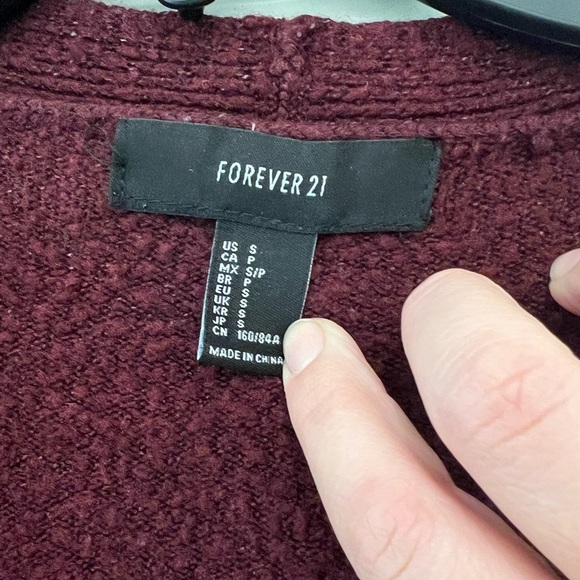 FOREVER 21
US S
CA P
MX S/P
BR P
EU S
UK S
KR S
JP S
CN 160/84A
MADE IN CHINA